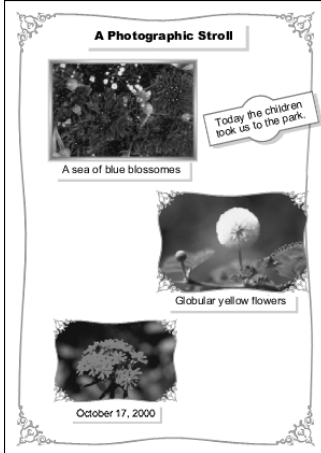 A Photographic Stroll
Today the children
took us to the park.
A sea of blue blossomes
Globular yellow flowers
October 17, 2000